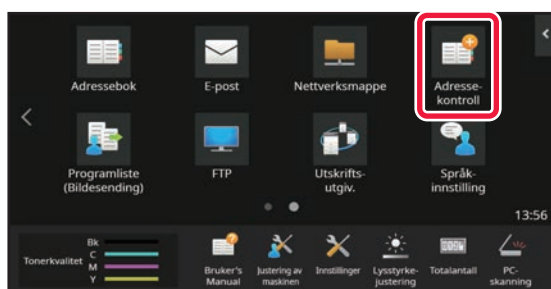 Adressebok
E-post
Nettverksmappe
Adresse-
kontroll
Programliste
(Bildesending)
FTP
Utskrifts-
utgiv.
Språk-
innstilling
13:56
Tonerkvalitet
Bk
C
M
Y
Bruker's
Manual
Justering av
maskinen
Innstillinger
Lysstyrke-
justering
Totalantall
PC-
skanning